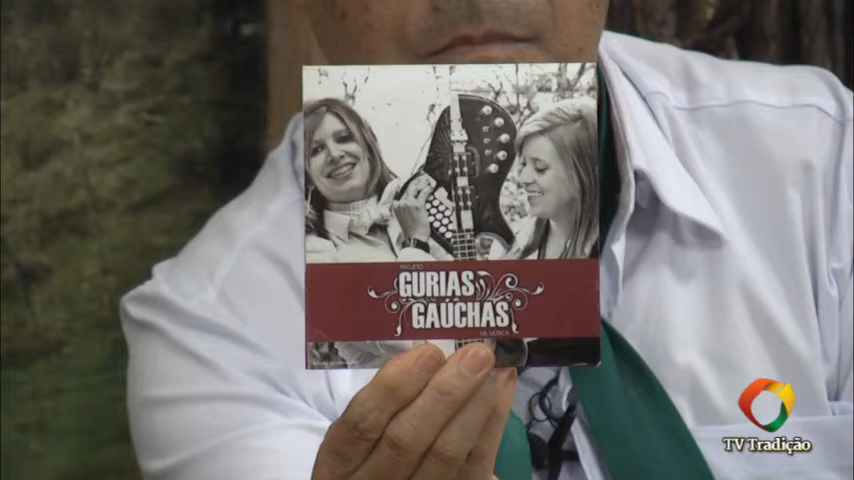 PROJETO
GURIAS
GAÚCHAS
NA MÚSICA
TV Tradição